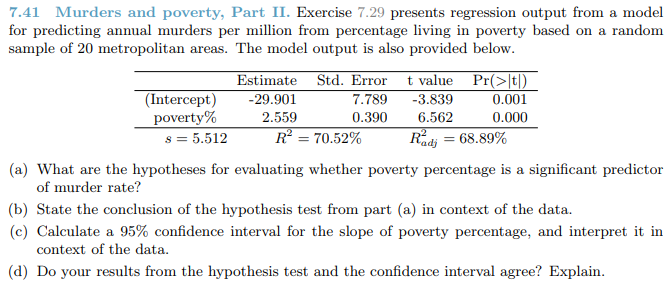 7.41 Murders and poverty, Part II. Exercise 7.29 presents regression output from a model
for predicting annual murders per million from percentage living in poverty based on a random
sample of 20 metropolitan areas. The model output is also provided below.
Estimate Std. Error t value Pr(>|t|)
(Intercept) -29.901 7.789 -3.839 0.001
poverty% 2.559 0.390 6.562 0.000
s = 5.512 R² = 70.52% R²adj = 68.89%
(a) What are the hypotheses for evaluating whether poverty percentage is a significant predictor
of murder rate?
(b) State the conclusion of the hypothesis test from part (a) in context of the data.
(c) Calculate a 95% confidence interval for the slope of poverty percentage, and interpret it in
context of the data.
(d) Do your results from the hypothesis test and the confidence interval agree? Explain.